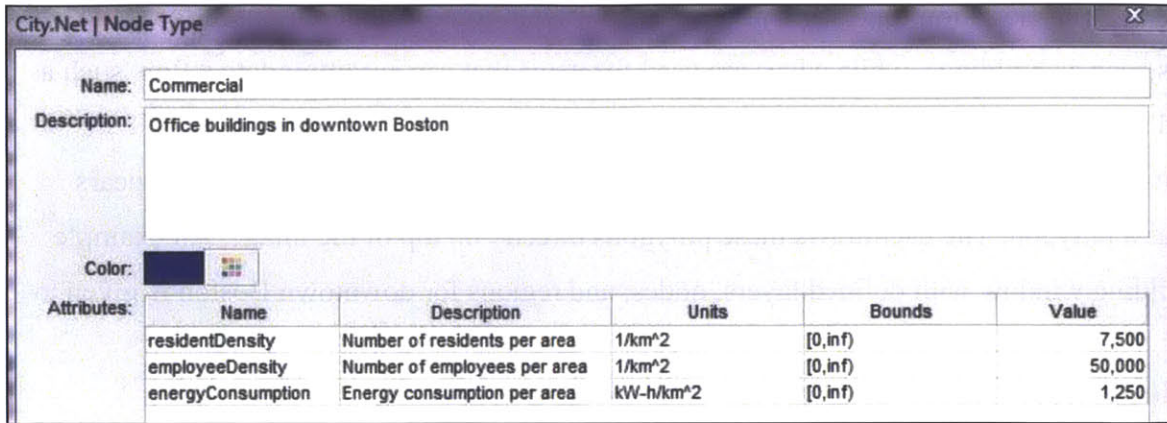 City.Net | Node Type
Name: Commercial
Description: Office buildings in downtown Boston
Color:
Attributes:
Name Description Units Bounds Value
residentDensity Number of residents per area 1/km^2 [0,inf) 7,500
employeeDensity Number of employees per area 1/km^2 [0,inf) 50,000
energyConsumption Energy consumption per area kW-h/km^2 [0,inf) 1,250